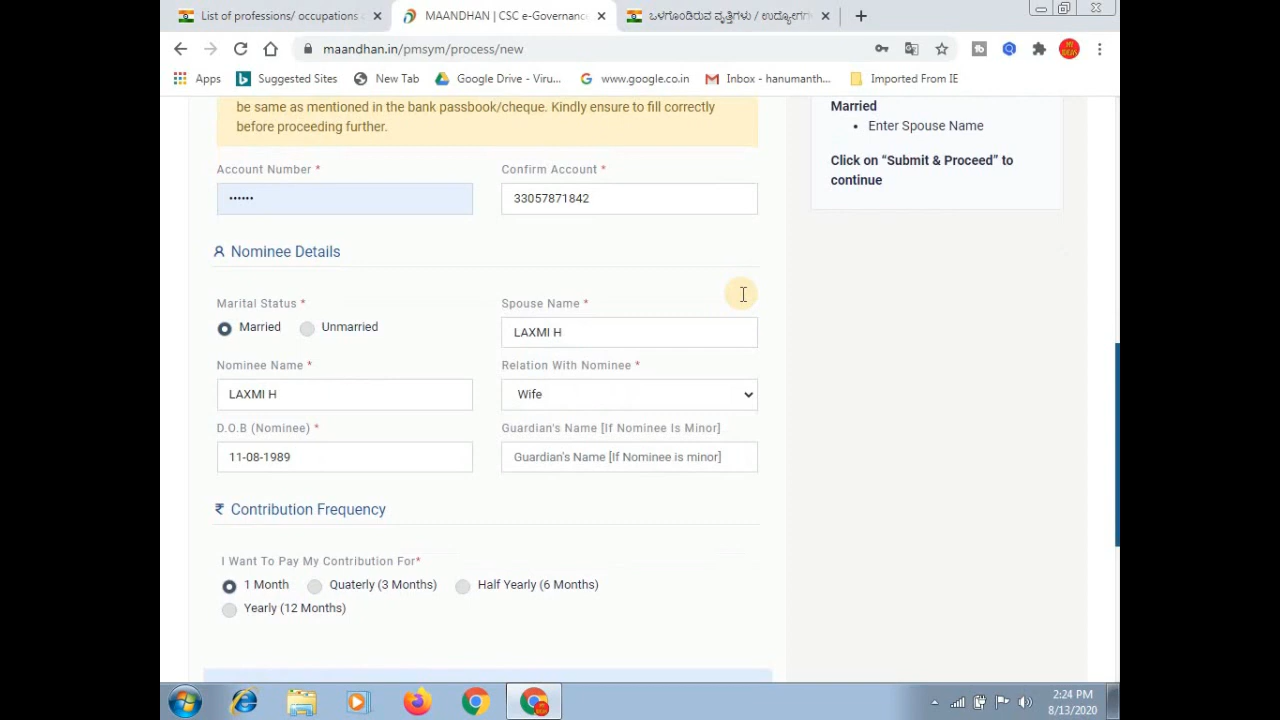 List of professions/ occupations
MAANDHAN | CSC e-Governance
ಒಳಗೊಂಡಿರುವ ವೃತ್ತಿಗಳು / ಉದ್ಯೋಗಗ
maandhan.in/pmsym/process/new
Apps
Suggested Sites
New Tab
Google Drive - Viru...
www.google.co.in
Inbox - hanumanth...
Imported From IE
be same as mentioned in the bank passbook/cheque. Kindly ensure to fill correctly
before proceeding further.
Married
• Enter Spouse Name
Click on “Submit & Proceed” to
continue
Account Number *
Confirm Account *
••••••
33057871842
Nominee Details
Marital Status *
Spouse Name *
Married
Unmarried
LAXMI H
Nominee Name *
Relation With Nominee *
LAXMI H
Wife
D.O.B (Nominee) *
Guardian's Name [If Nominee Is Minor]
11-08-1989
Guardian's Name [If Nominee is minor]
₹ Contribution Frequency
I Want To Pay My Contribution For*
1 Month
Quaterly (3 Months)
Half Yearly (6 Months)
Yearly (12 Months)
2:24 PM
8/13/2020